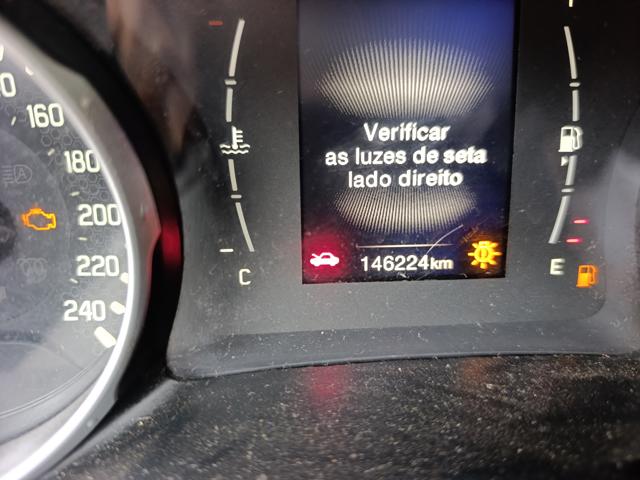 160
180
200
220
240
C
Verificar
as luzes de seta
lado direito
146224km
E